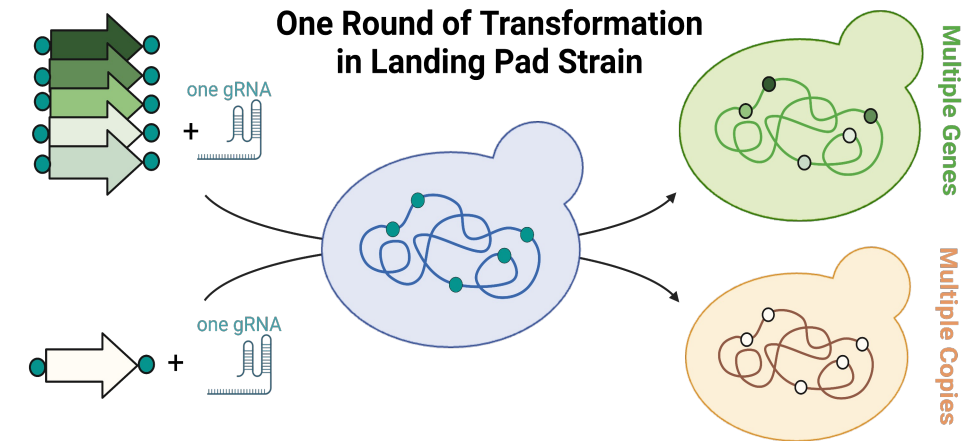 One Round of Transformation
in Landing Pad Strain
one gRNA
+
Multiple Genes
one gRNA
+
Multiple Copies